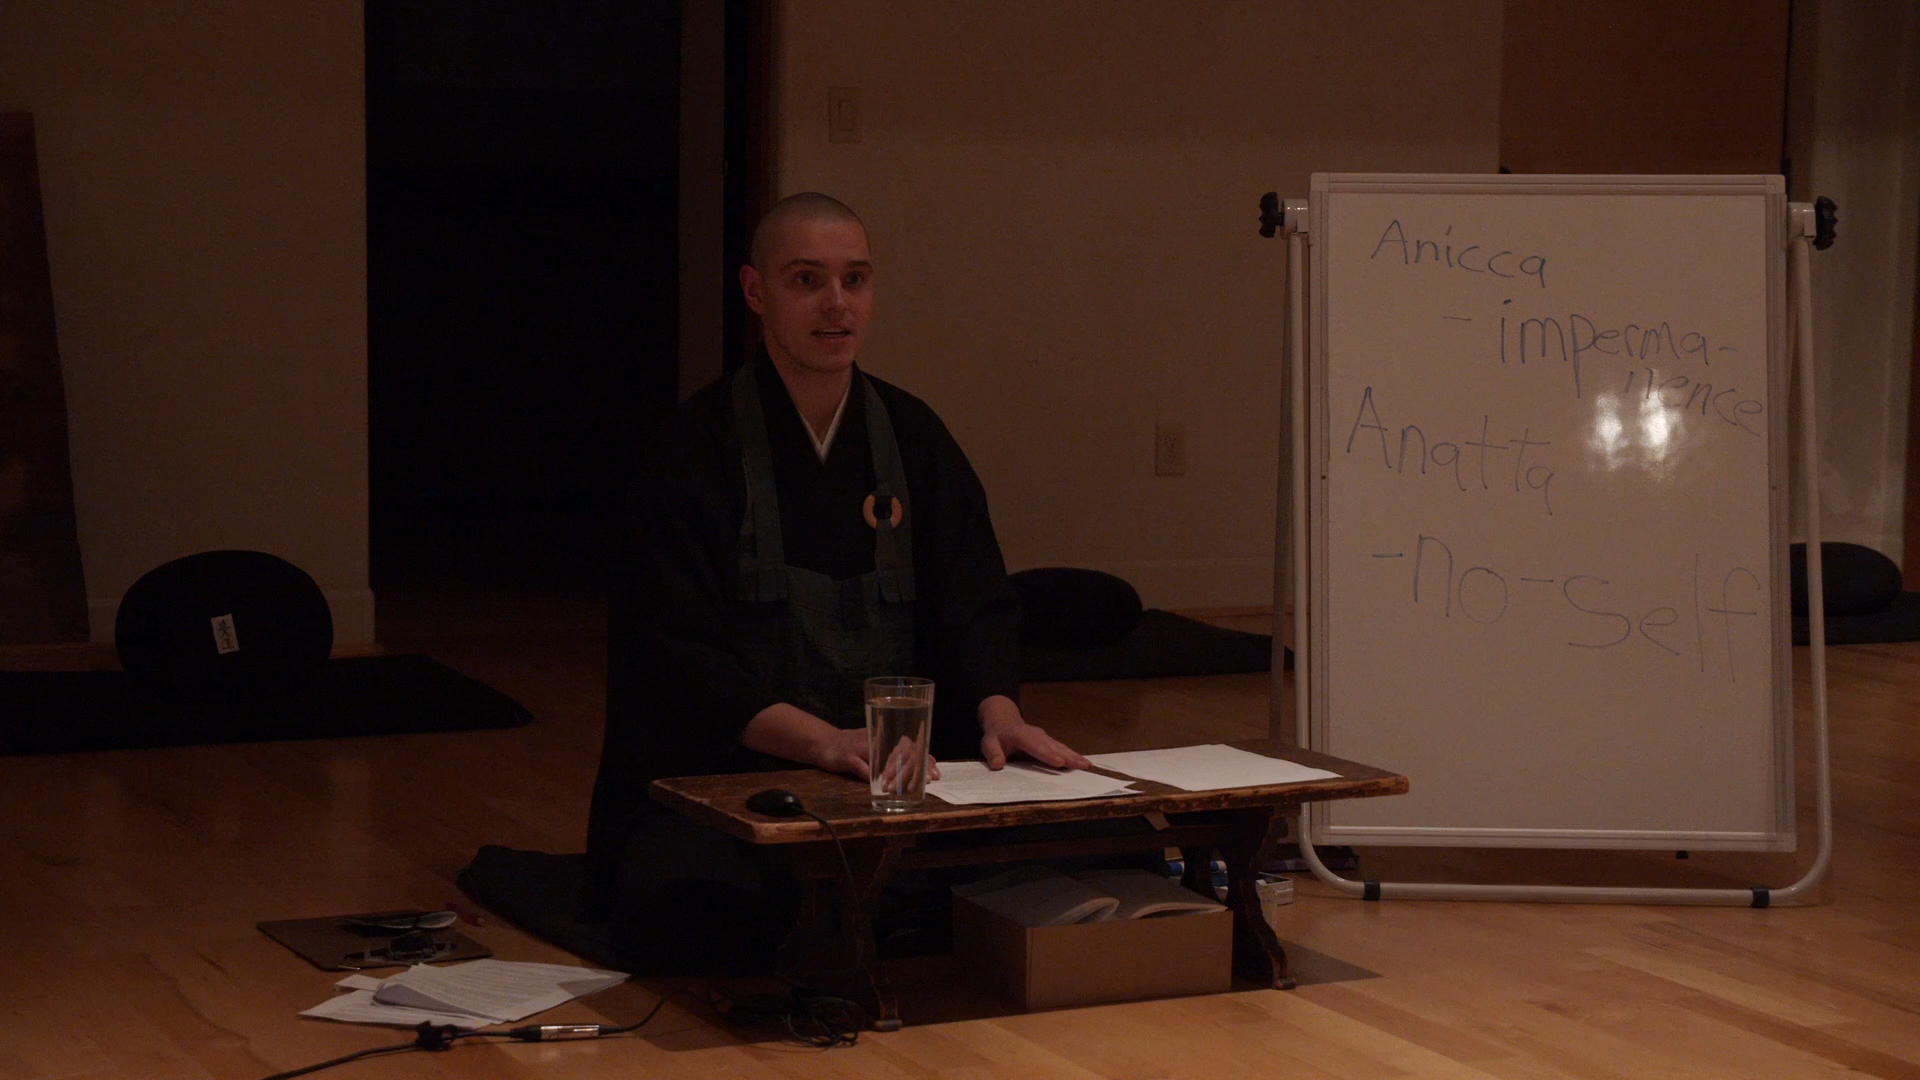 Anicca
- imperma-
nence
Anatta
- no-self